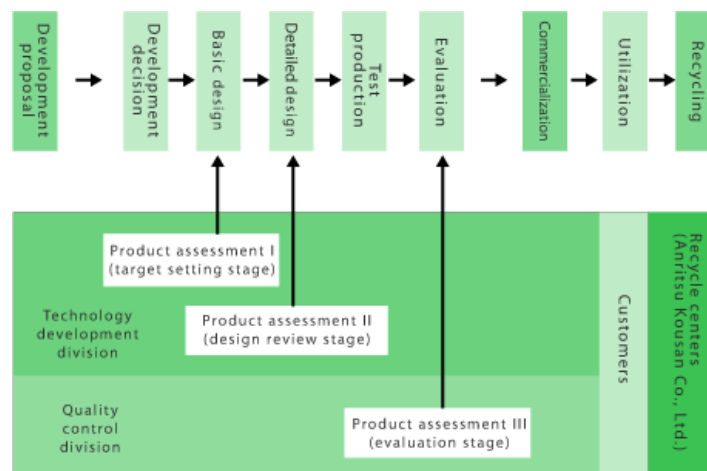 Development
proposal
Development
decision
Basic design
Detailed design
Test
production
Evaluation
Commercialization
Utilization
Recycling
Product assessment I
(target setting stage)
Product assessment II
(design review stage)
Technology
development
division
Quality
control
division
Product assessment III
(evaluation stage)
Customers
Recycle centers
(Anritsu Kousan Co., Ltd.)